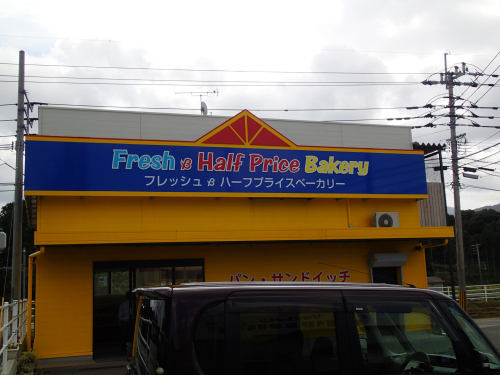 Fresh β Half Price Bakery
フレッシュ β ハーフプライスベーカリー
パン・サンドイッチ